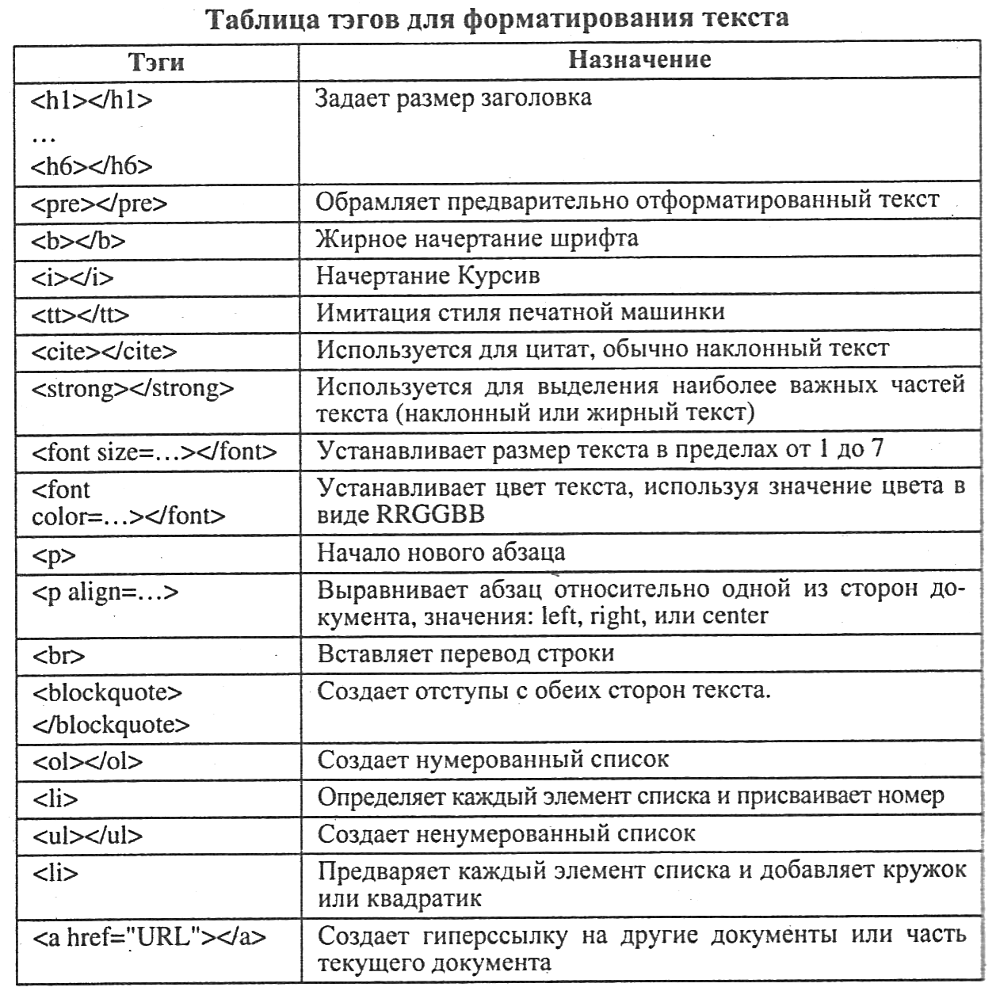 Таблица тэгов для форматирования текста
Тэги Назначение
<h1></h1> Задает размер заголовка
...
<h6></h6>
<pre></pre> Обрамляет предварительно отформатированный текст
<b></b> Жирное начертание шрифта
<i></i> Начертание Курсив
<tt></tt> Имитация стиля печатной машинки
<cite></cite> Используется для цитат, обычно наклонный текст
<strong></strong> Используется для выделения наиболее важных частей
текста (наклонный или жирный текст)
<font size=...></font> Устанавливает размер текста в пределах от 1 до 7
<font Устанавливает цвет текста, используя значение цвета в
color=...></font> виде RRGGBB
<p> Начало нового абзаца
<p align=...> Выравнивает абзац относительно одной из сторон до-
кумента, значения: left, right, или center
<br> Вставляет перевод строки
<blockquote> Создает отступы с обеих сторон текста.
</blockquote>
<ol></ol> Создает нумерованный список
<li> Определяет каждый элемент списка и присваивает номер
<ul></ul> Создает ненумерованный список
<li> Предваряет каждый элемент списка и добавляет кружок
или квадратик
<a href="URL"></a> Создает гиперссылку на другие документы или часть
текущего документа